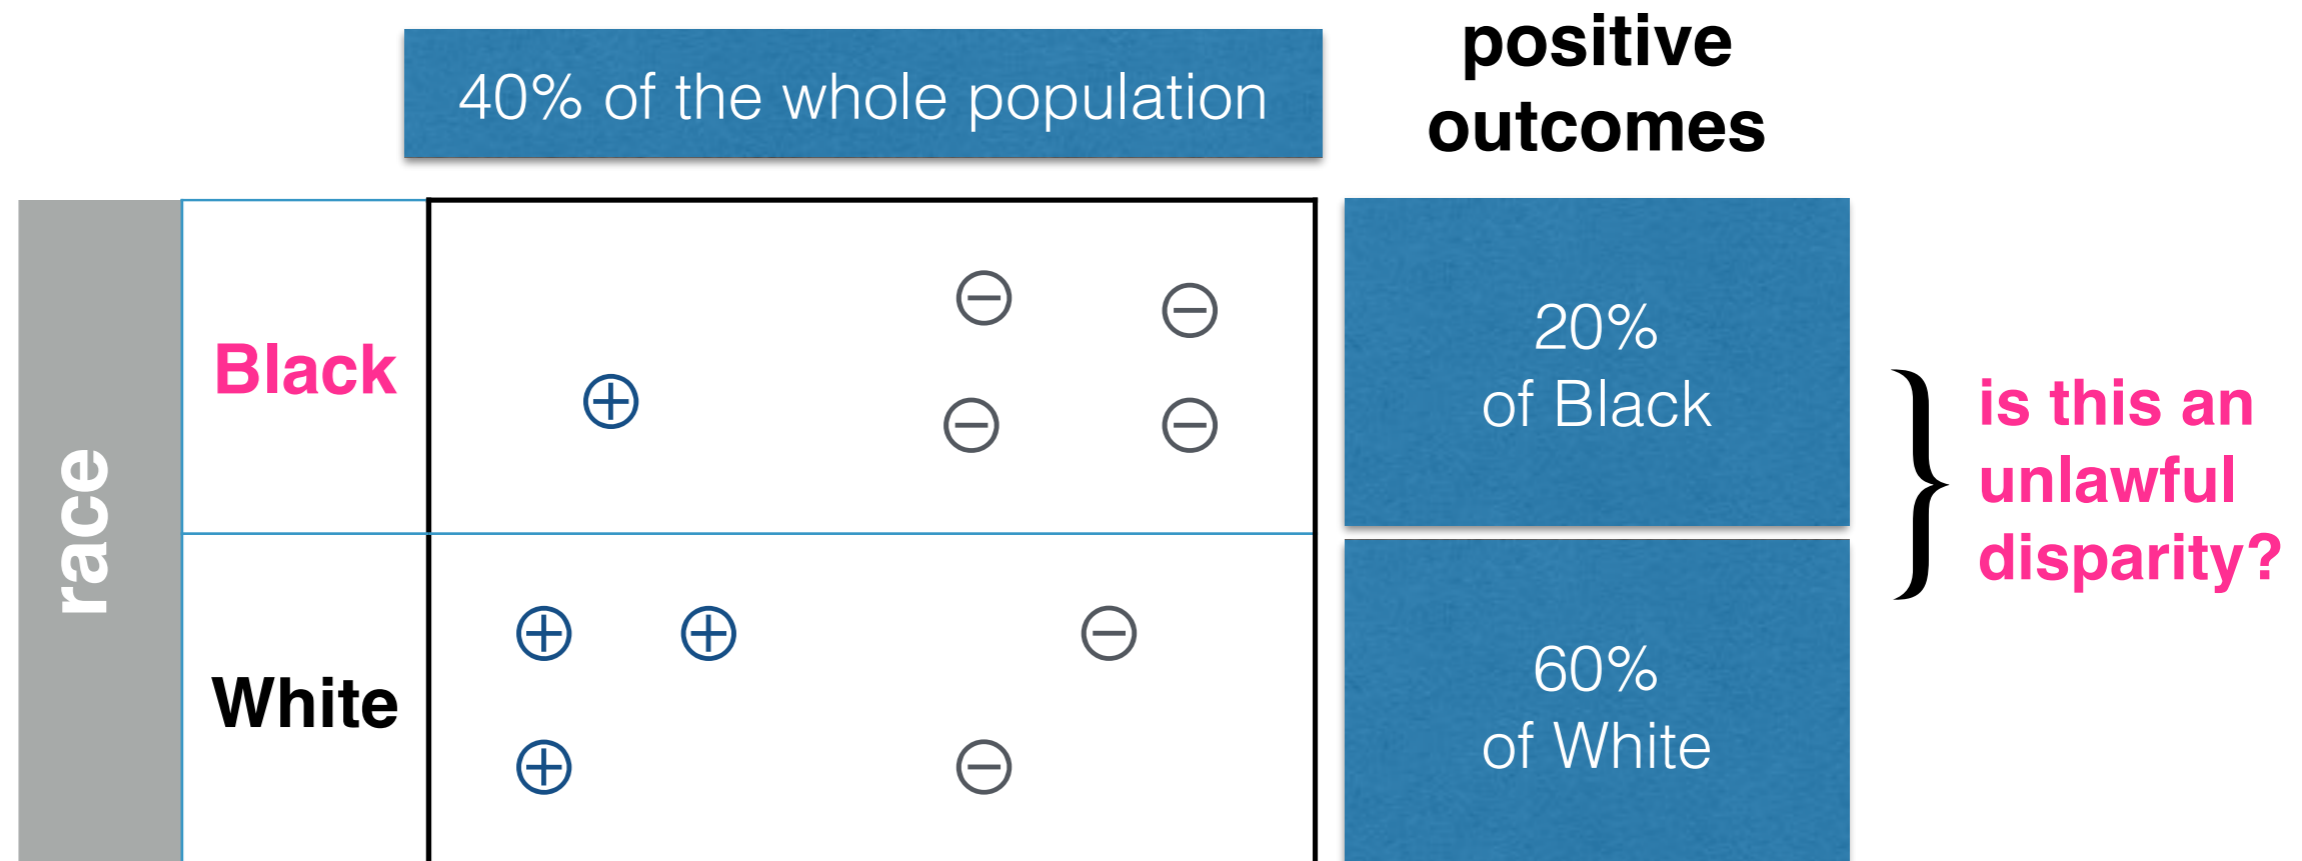 40% of the whole population
positive
outcomes
race
Black
20%
of Black
White
60%
of White
is this an
unlawful
disparity?